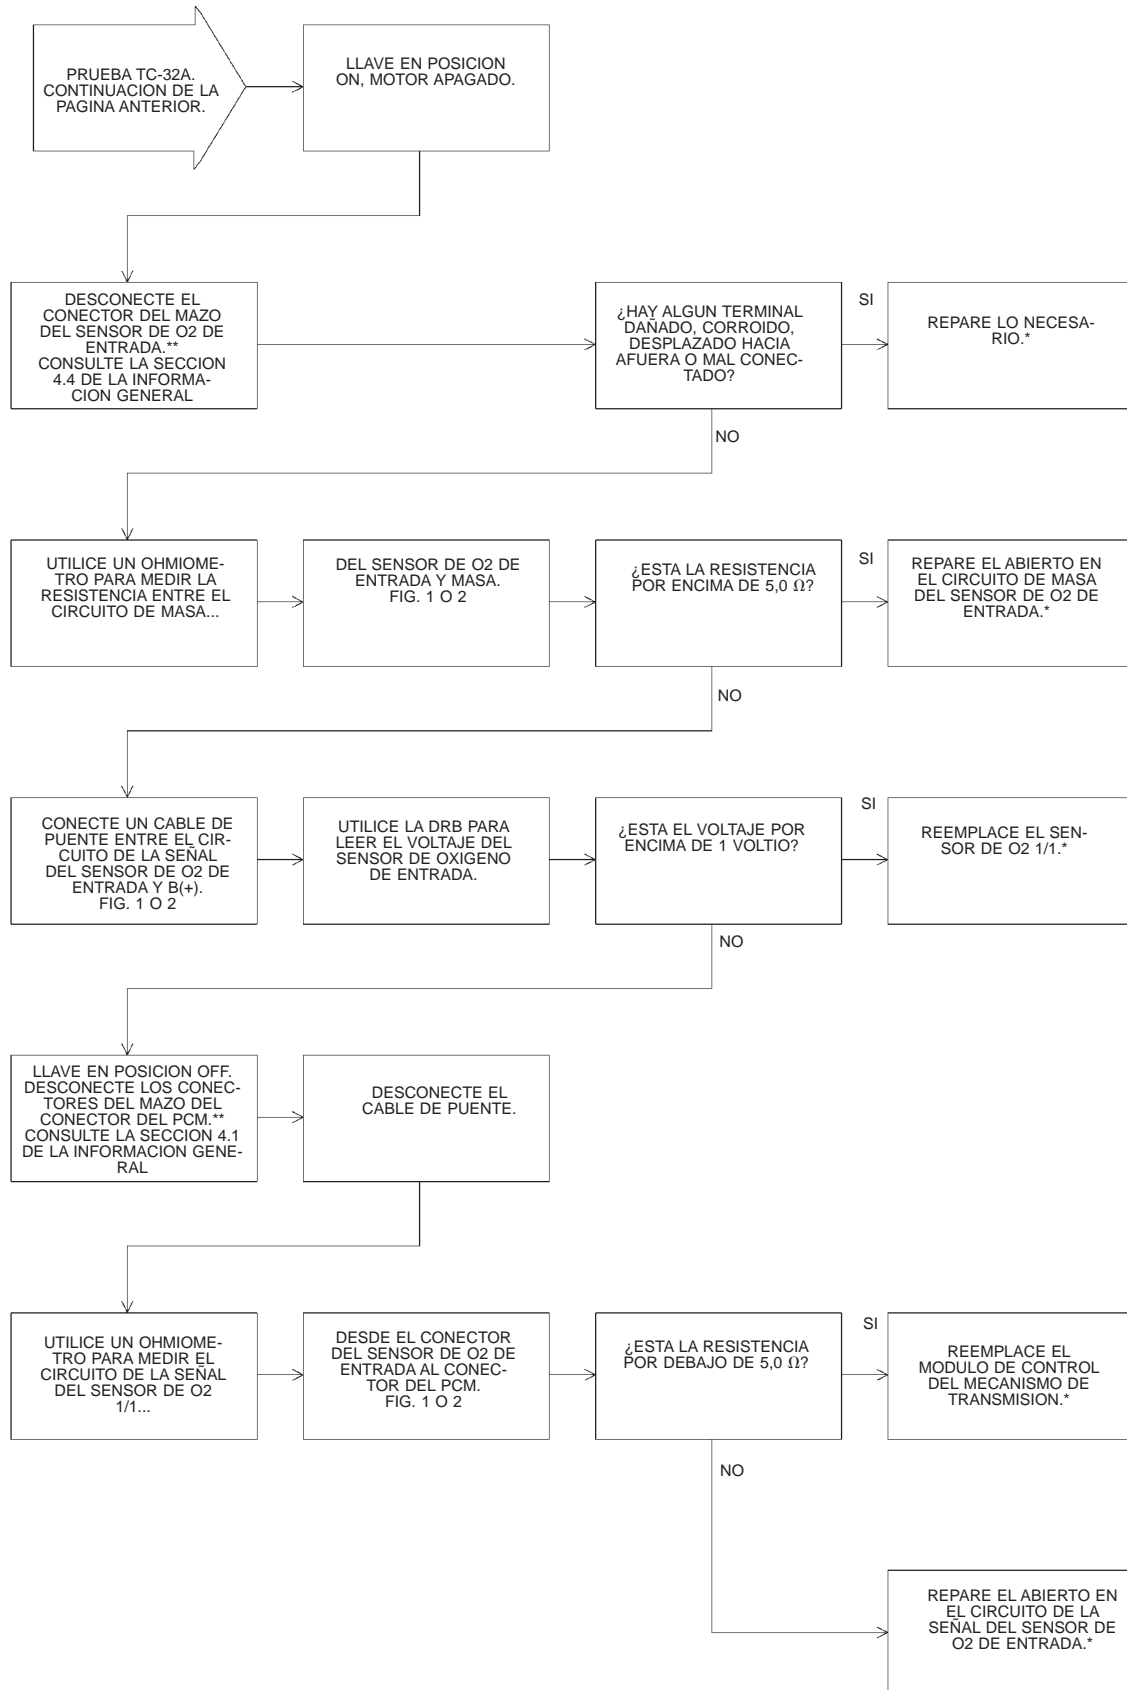 PRUEBA TC-32A.
CONTINUACION DE LA
PAGINA ANTERIOR.
LLAVE EN POSICION
ON, MOTOR APAGADO.
DESCONECTE EL
CONECTOR DEL MAZO
DEL SENSOR DE O2 DE
ENTRADA.**
CONSULTE LA SECCION
4.4 DE LA INFORMA-
CION GENERAL
¿HAY ALGUN TERMINAL
DAÑADO, CORROIDO,
DESPLAZADO HACIA
AFUERA O MAL CONEC-
TADO?
SI
REPARE LO NECESA-
RIO.*
NO
UTILICE UN OHMIOME-
TRO PARA MEDIR LA
RESISTENCIA ENTRE EL
CIRCUITO DE MASA...
DEL SENSOR DE O2 DE
ENTRADA Y MASA.
FIG. 1 O 2
¿ESTA LA RESISTENCIA
POR ENCIMA DE 5,0 Ω?
SI
REPARE EL ABIERTO EN
EL CIRCUITO DE MASA
DEL SENSOR DE O2 DE
ENTRADA.*
NO
CONECTE UN CABLE DE
PUENTE ENTRE EL CIR-
CUITO DE LA SEÑAL
DEL SENSOR DE O2 DE
ENTRADA Y B(+).
FIG. 1 O 2
UTILICE LA DRB PARA
LEER EL VOLTAJE DEL
SENSOR DE OXIGENO
DE ENTRADA.
¿ESTA EL VOLTAJE POR
ENCIMA DE 1 VOLTIO?
SI
REEMPLACE EL SEN-
SOR DE O2 1/1.*
NO
LLAVE EN POSICION OFF.
DESCONECTE LOS CONEC-
TORES DEL MAZO DEL
CONECTOR DEL PCM.**
CONSULTE LA SECCION 4.1
DE LA INFORMACION GENE-
RAL
DESCONECTE EL
CABLE DE PUENTE.
UTILICE UN OHMIOME-
TRO PARA MEDIR EL
CIRCUITO DE LA SEÑAL
DEL SENSOR DE O2
1/1...
DESDE EL CONECTOR
DEL SENSOR DE O2 DE
ENTRADA AL CONEC-
TOR DEL PCM.
FIG. 1 O 2
¿ESTA LA RESISTENCIA
POR DEBAJO DE 5,0 Ω?
SI
REEMPLACE EL
MODULO DE CONTROL
DEL MECANISMO DE
TRANSMISION.*
NO
REPARE EL ABIERTO EN
EL CIRCUITO DE LA
SEÑAL DEL SENSOR DE
O2 DE ENTRADA.*